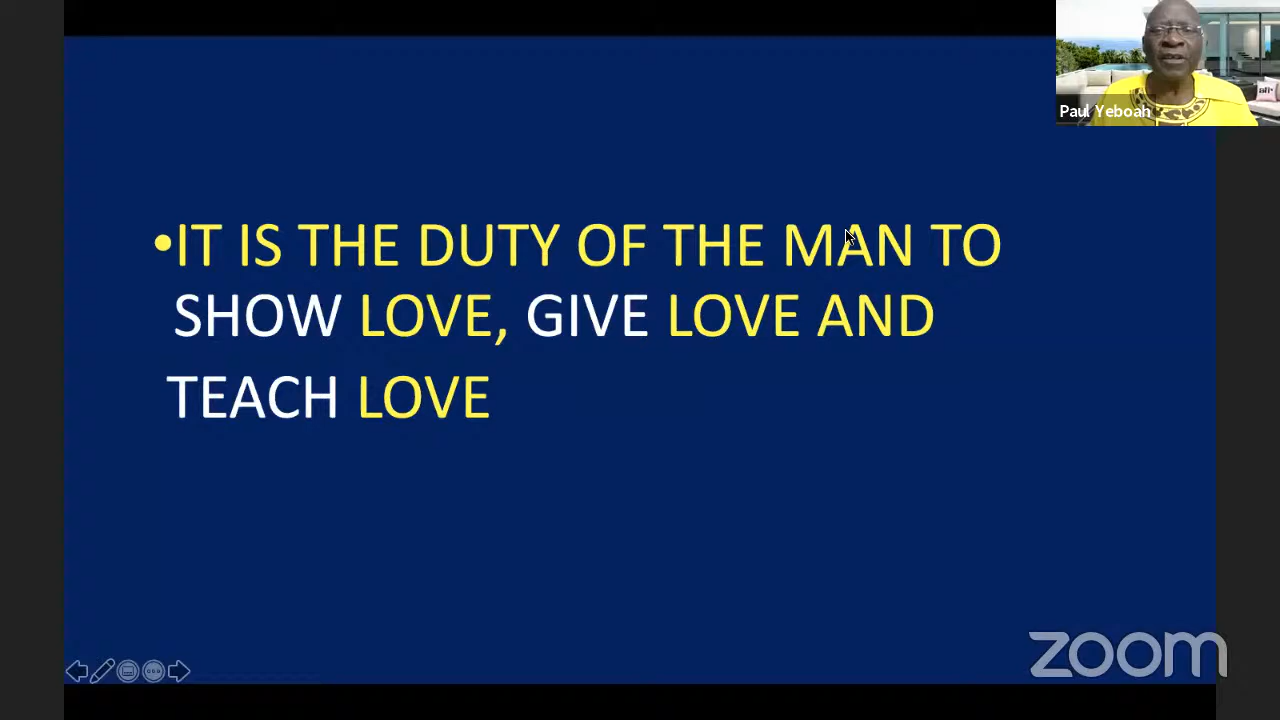 Paul Yeboah
•IT IS THE DUTY OF THE MAN TO
SHOW LOVE, GIVE LOVE AND
TEACH LOVE
zoom